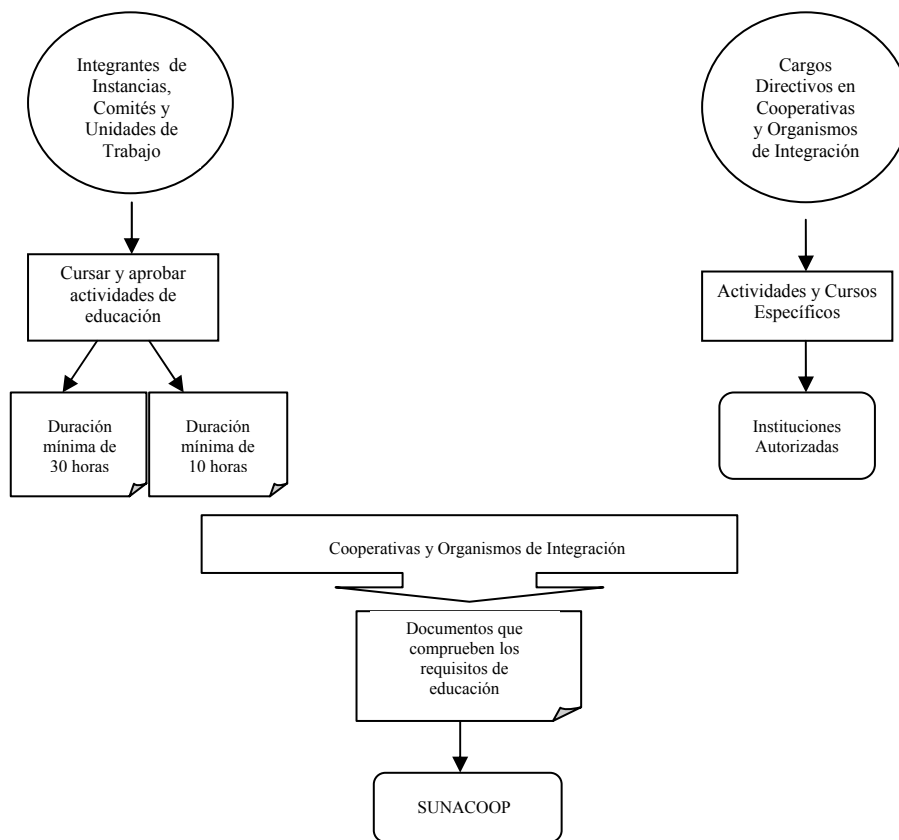 Integrantes de
Instancias,
Comités y
Unidades de
Trabajo
Cargos
Directivos en
Cooperativas
y Organismos
de Integración
Cursar y aprobar
actividades de
educación
Actividades y Cursos
Específicos
Duración
mínima de
30 horas
Duración
mínima de
10 horas
Instituciones
Autorizadas
Cooperativas y Organismos de Integración
Documentos que
comprueben los
requisitos de
educación
SUNACOOP